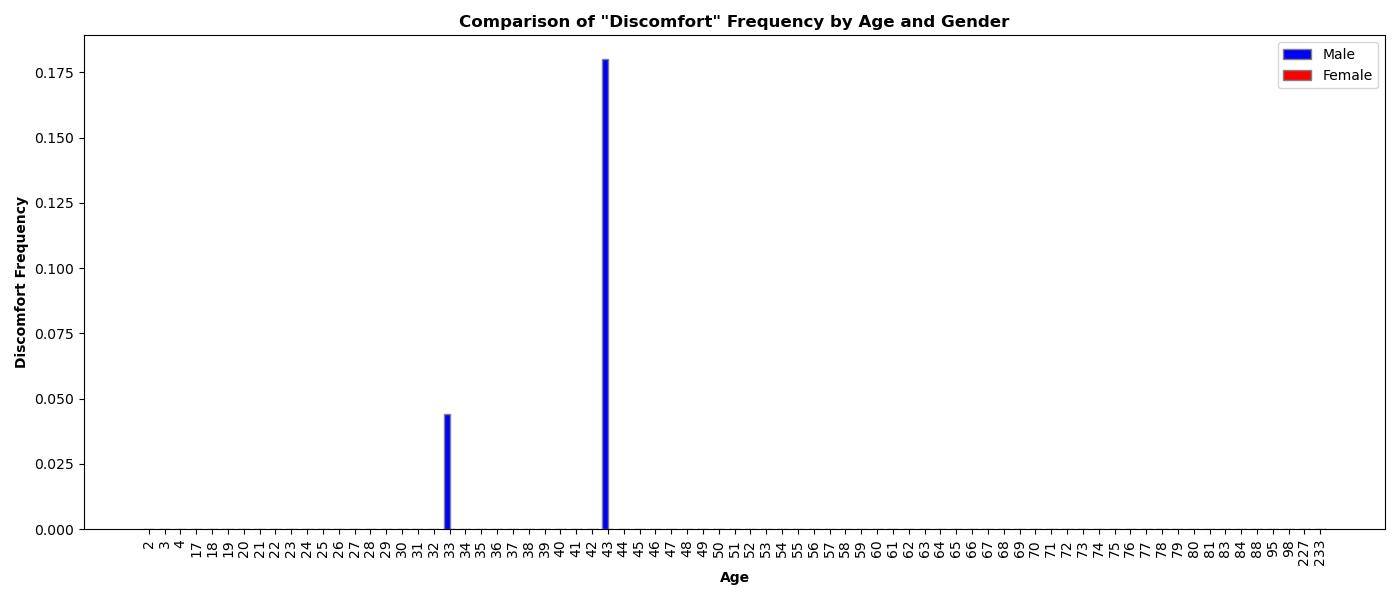 Comparison of "Discomfort" Frequency by Age and Gender
Male
Female
Discomfort Frequency
0.175
0.150
0.125
0.100
0.075
0.050
0.025
0.000
2 3 4 17 18 19 20 21 22 23 24 25 26 27 28 29 30 31 32 33 34 35 36 37 38 39 40 41 42 43 44 45 46 47 48 49 50 51 52 53 54 55 56 57 58 59 60 61 62 63 64 65 66 67 68 69 70 71 72 73 74 75 76 77 78 79 80 81 83 84 88 95 98 227 233
Age